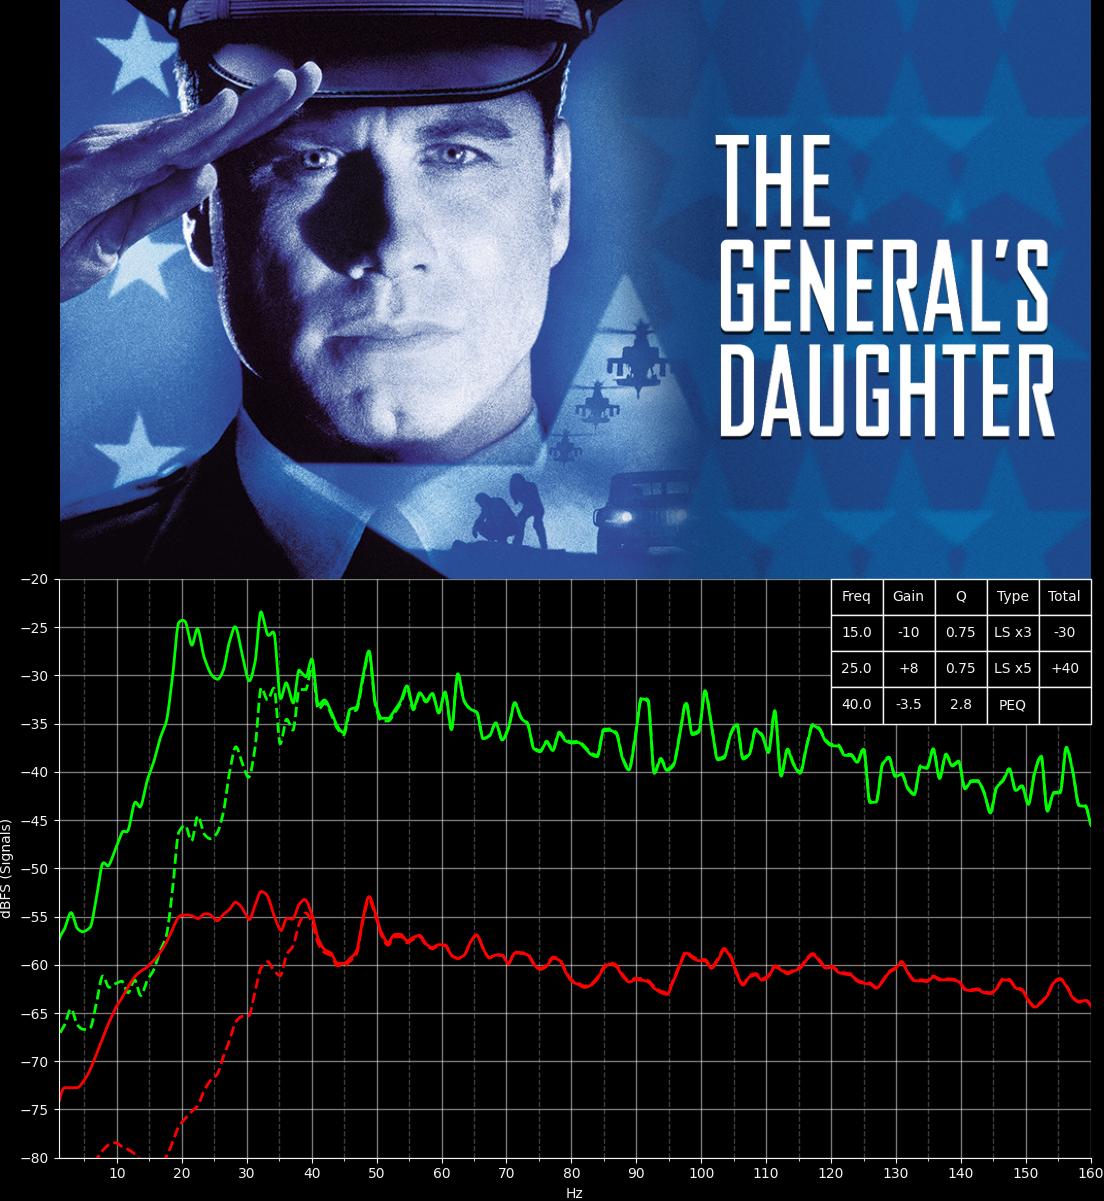 THE
GENERAL'S
DAUGHTER
Freq Gain Q Type Total
15.0 -10 0.75 LS x3 -30
25.0 +8 0.75 LS x5 +40
40.0 -3.5 2.8 PEQ
−20
−25
−30
−35
−40
−45
−50
−55
−60
−65
−70
−75
−80
dBFS (Signals)
10 20 30 40 50 60 70 80 90 100 110 120 130 140 150 160
Hz